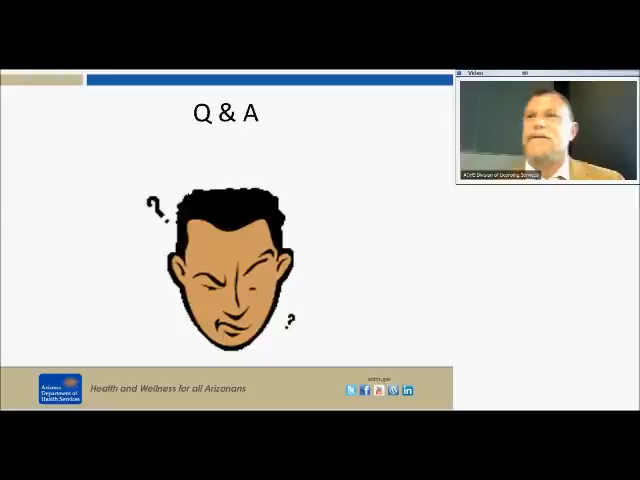 Q & A
?
?
Video
ADHS Division of Licensing Services
Arizona
Department of
Health Services
Health and Wellness for all Arizonans
azdhs.gov